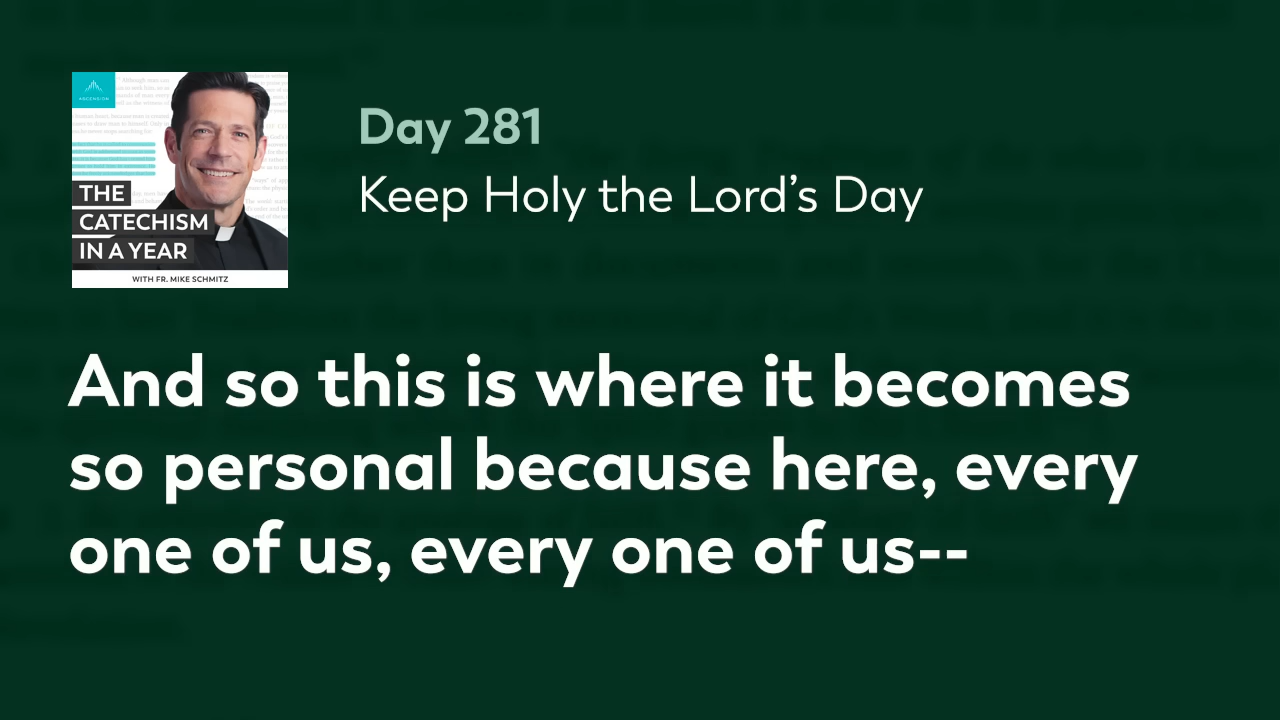 ASCENSION
THE
CATECHISM
IN A YEAR
WITH FR. MIKE SCHMITZ
Day 281
Keep Holy the Lord’s Day
And so this is where it becomes
so personal because here, every
one of us, every one of us--